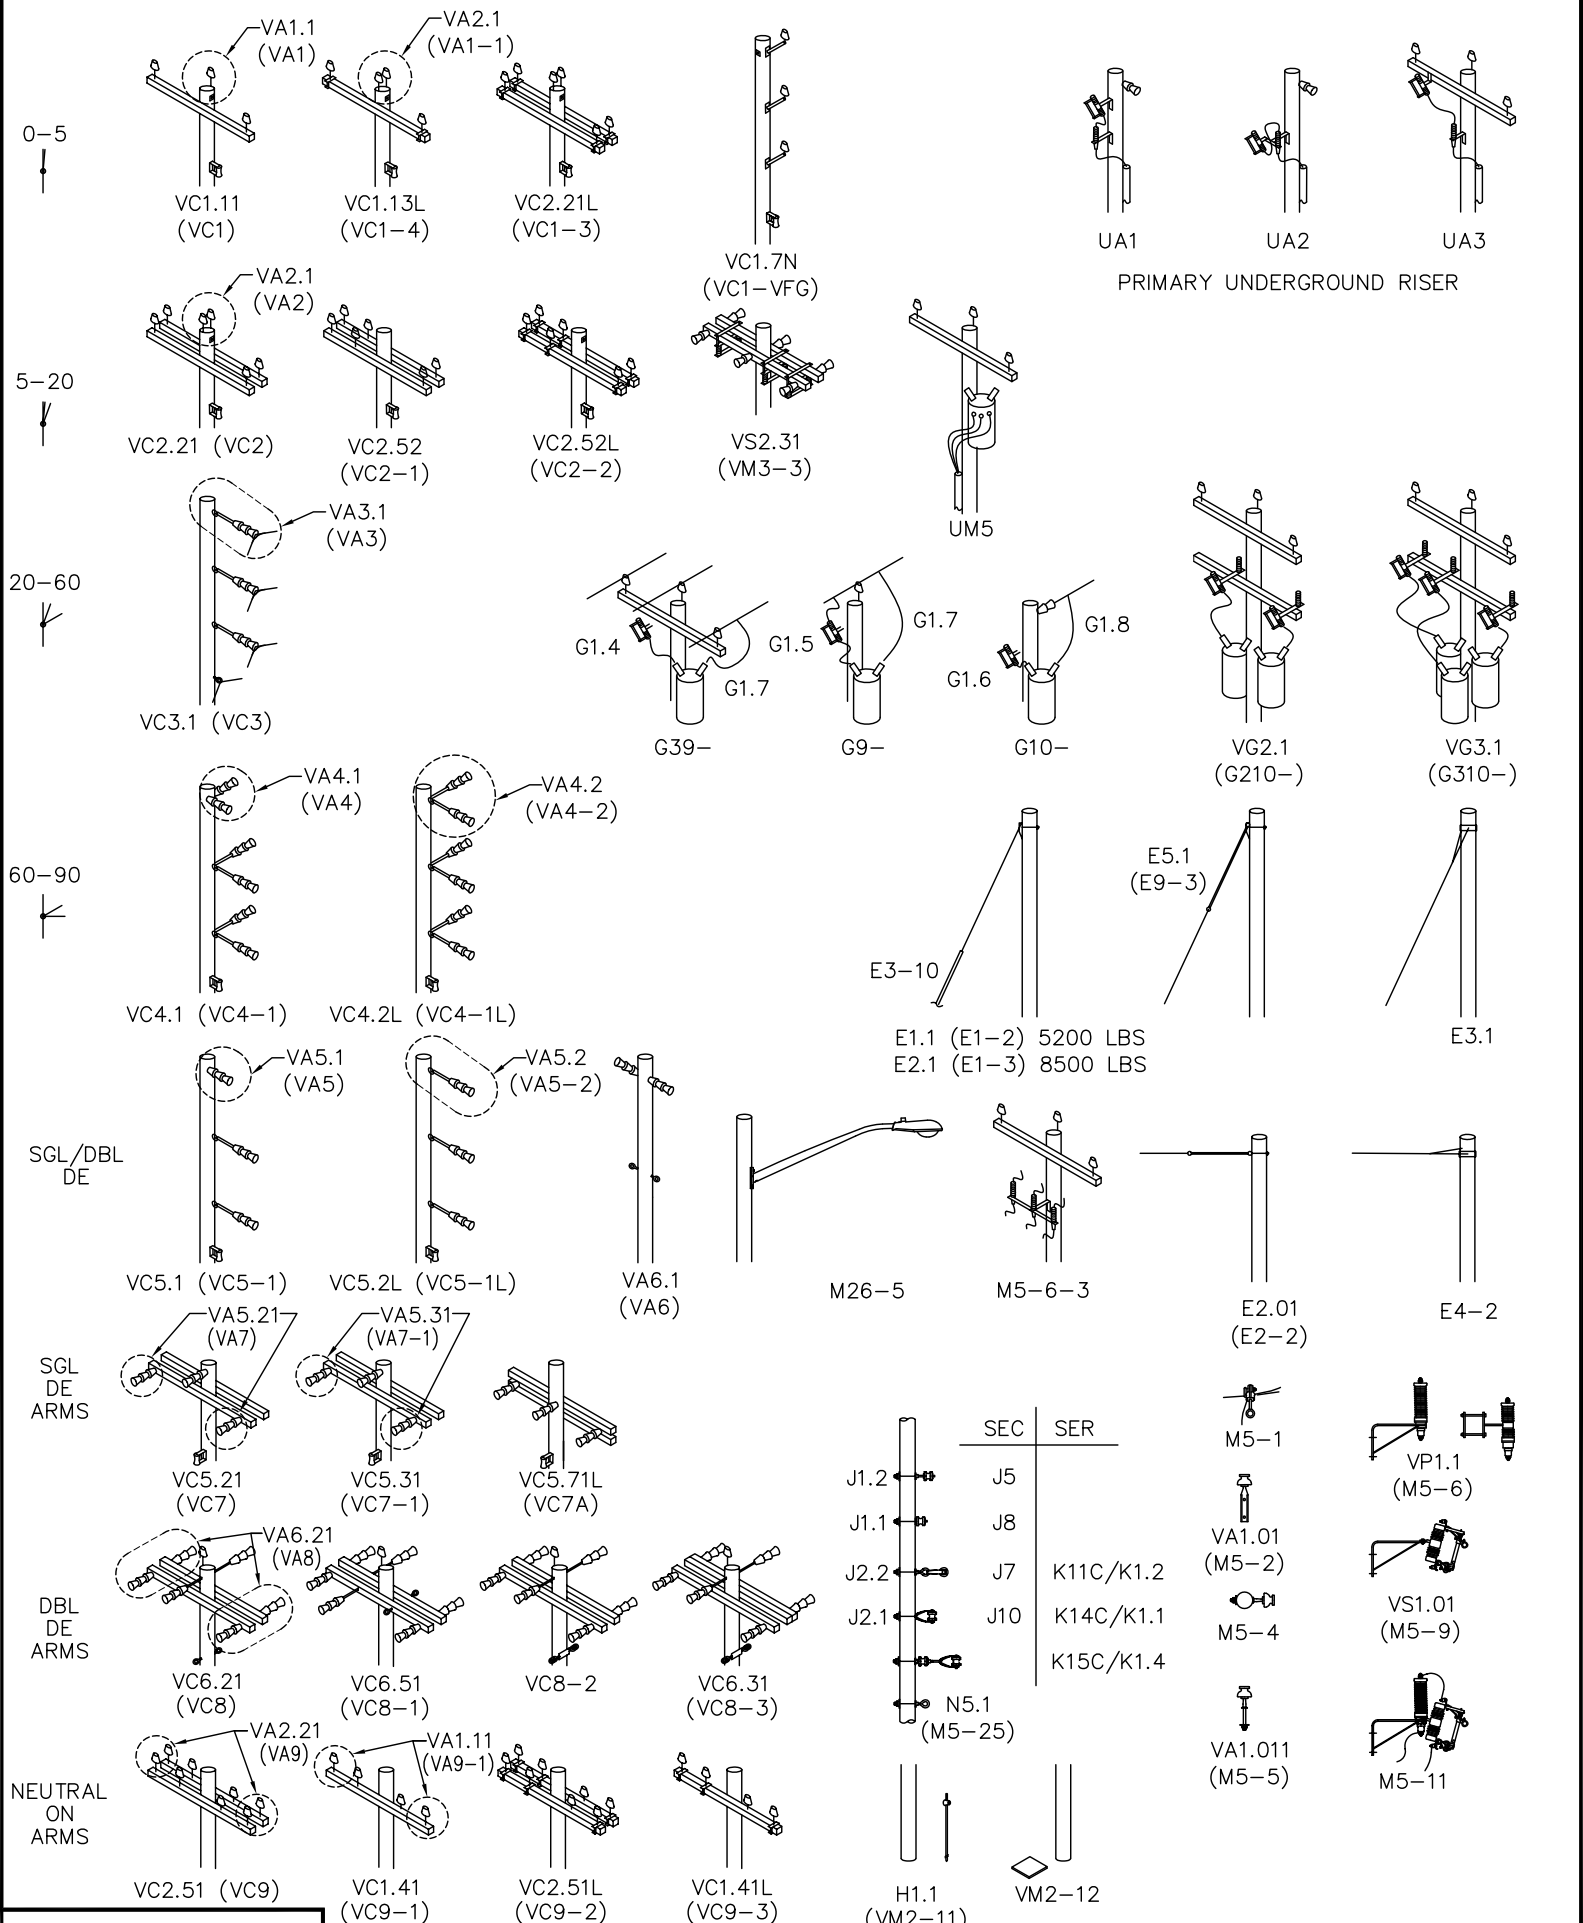 VA1.1
(VA1)
VA2.1
(VA1-1)
0-5
VC1.11
(VC1)
VC1.13L
(VC1-4)
VC2.21L
(VC1-3)
VC1.7N
(VC1-VFG)
UA1
UA2
UA3
PRIMARY UNDERGROUND RISER
VA2.1
(VA2)
5-20
VC2.21 (VC2)
VC2.52
(VC2-1)
VC2.52L
(VC2-2)
VS2.31
(VM3-3)
UM5
VA3.1
(VA3)
20-60
VC3.1 (VC3)
G1.4
G1.7
G39-
G1.5
G1.7
G9-
G1.8
G1.6
G10-
VG2.1
(G210-)
VG3.1
(G310-)
VA4.1
(VA4)
VA4.2
(VA4-2)
60-90
VC4.1 (VC4-1)
VC4.2L (VC4-1L)
E3-10
E1.1 (E1-2) 5200 LBS
E2.1 (E1-3) 8500 LBS
E5.1
(E9-3)
E3.1
VA5.1
(VA5)
VA5.2
(VA5-2)
SGL/DBL
DE
VC5.1 (VC5-1)
VC5.2L (VC5-1L)
VA6.1
(VA6)
M26-5
M5-6-3
E2.01
(E2-2)
E4-2
VA5.21
(VA7)
VA5.31
(VA7-1)
SGL
DE
ARMS
VC5.21
(VC7)
VC5.31
(VC7-1)
VC5.71L
(VC7A)
SEC SER
J1.2 J5
J1.1 J8
J2.2 J7 K11C/K1.2
J2.1 J10 K14C/K1.1
K15C/K1.4
N5.1
(M5-25)
M5-1
VP1.1
(M5-6)
VA1.01
(M5-2)
VS1.01
(M5-9)
M5-4
VA1.011
(M5-5)
M5-11
VA6.21
(VA8)
DBL
DE
ARMS
VC6.21
(VC8)
VC6.51
(VC8-1)
VC8-2
VC6.31
(VC8-3)
VA2.21
(VA9)
VA1.11
(VA9-1)
NEUTRAL
ON
ARMS
VC2.51 (VC9)
VC1.41
(VC9-1)
VC2.51L
(VC9-2)
VC1.41L
(VC9-3)
H1.1
(VM2-11)
VM2-12